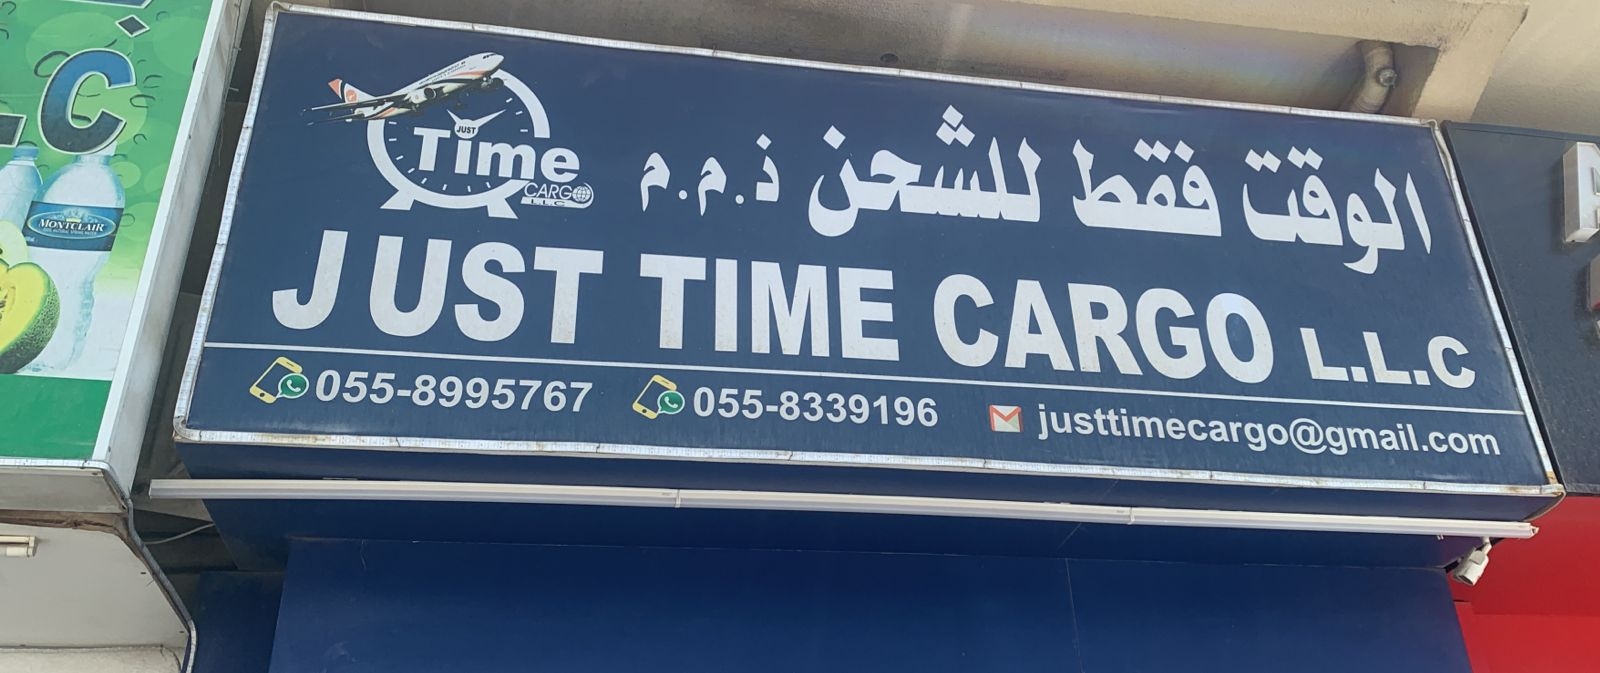 LC
MONTCLAIR
JUST
Time
CARGO
L L C
الوقت فقط للشحن ذ.م.م
JUST TIME CARGO L.L.C
055-8995767 055-8339196 justtimecargo@gmail.com